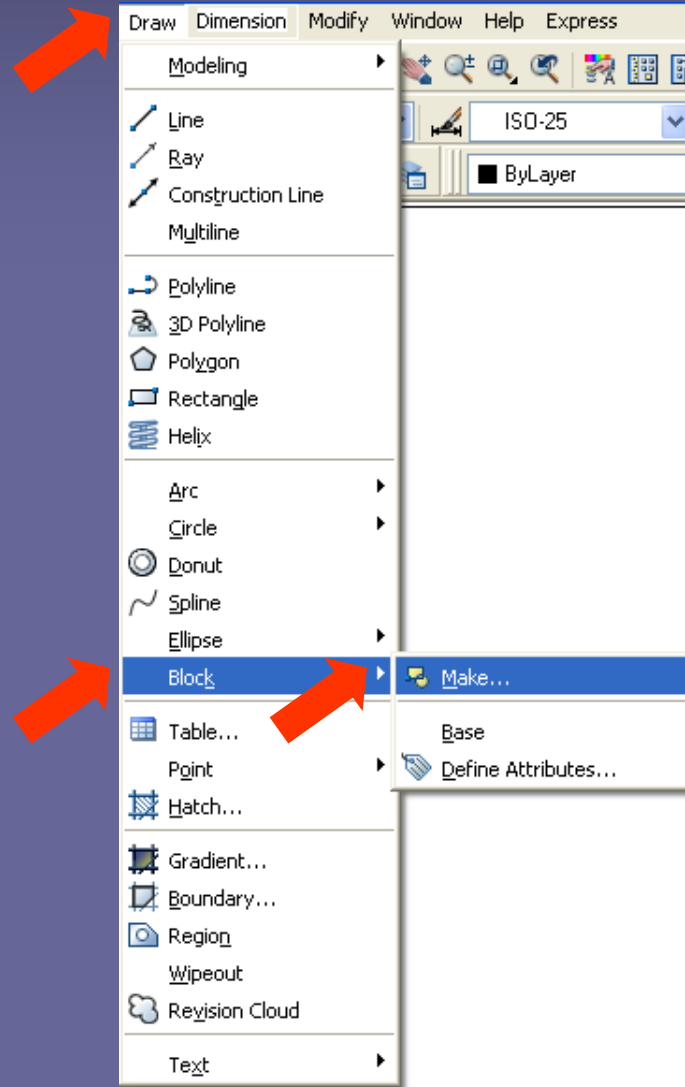 Draw Dimension Modify Window Help Express
Modeling
ISO-25
Line
Ray
ByLayer
Construction Line
Multiline
Polyline
3D Polyline
Polygon
Rectangle
Helix
Arc
Circle
Donut
Spline
Ellipse
Block Make...
Table... Base
Point Define Attributes...
Hatch...
Gradient...
Boundary...
Region
Wipeout
Revision Cloud
Text